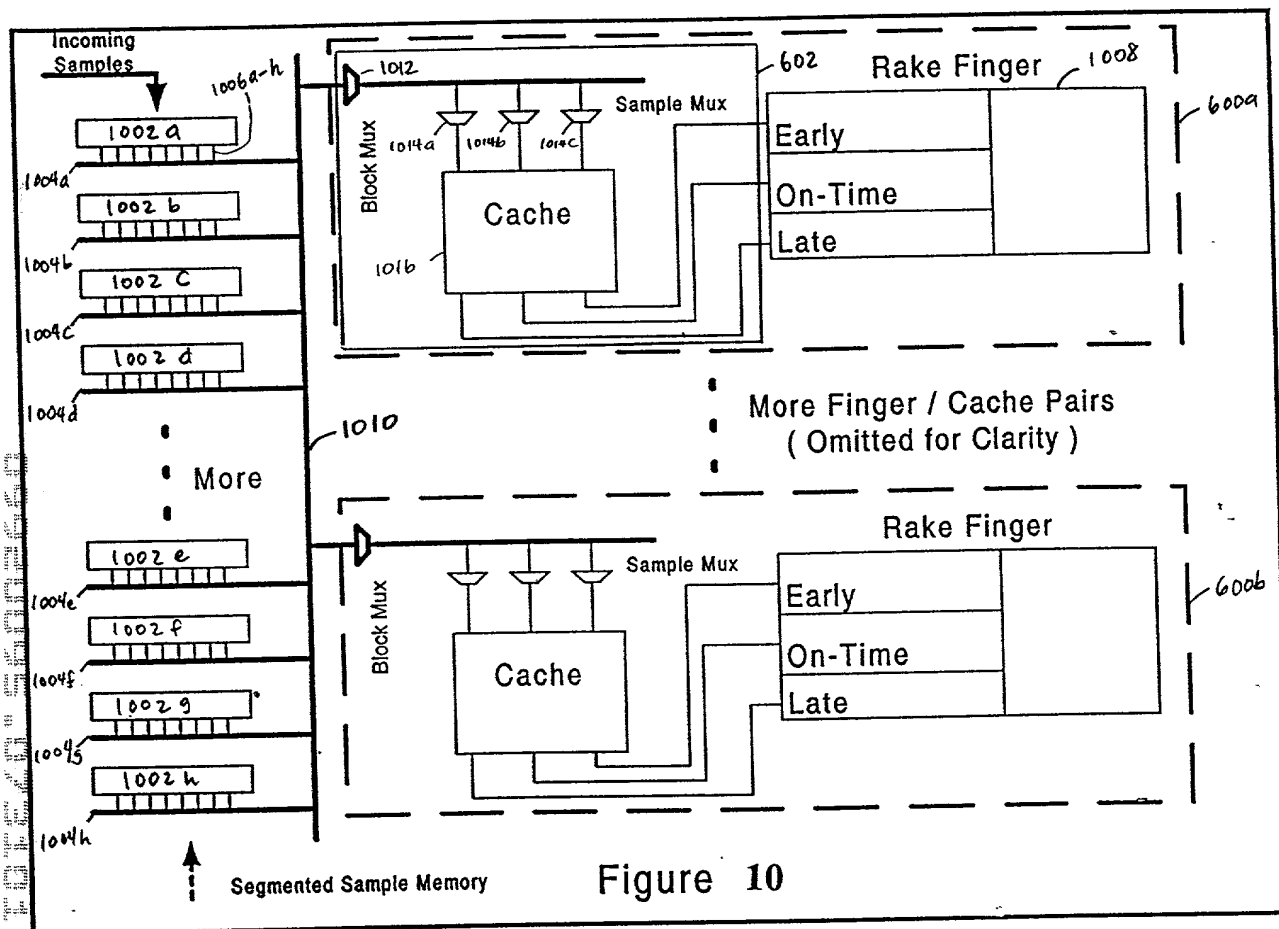 Incoming
Samples
1006a-h
1002a
1004a
1002b
1004b
1002C
1004c
1002d
1004d
More
1010
1002e
1004e
1002f
1004f
1002g
1004g
1002h
1004h
Segmented Sample Memory
1012
602
Block Mux
Sample Mux
1014a
1014b
1014c
Cache
1016
Rake Finger
1008
600a
Early
On-Time
Late
More Finger / Cache Pairs
( Omitted for Clarity )
Block Mux
Sample Mux
Cache
Rake Finger
600b
Early
On-Time
Late
Figure 10